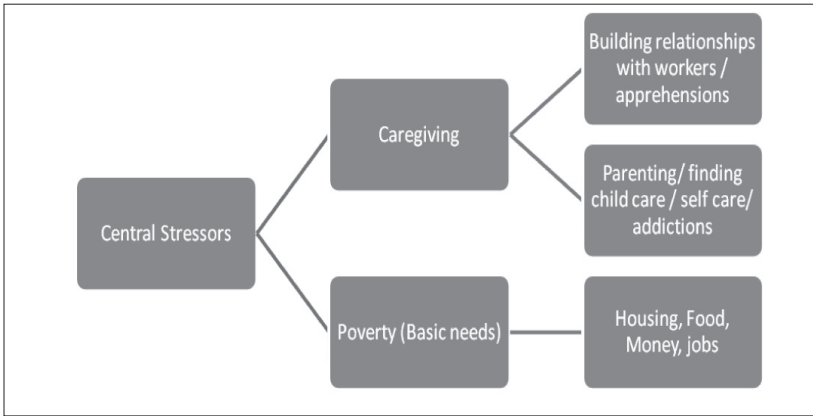 Central Stressors
Caregiving
Building relationships
with workers /
apprehensions
Parenting/ finding
child care / self care/
addictions
Poverty (Basic needs)
Housing, Food,
Money, jobs